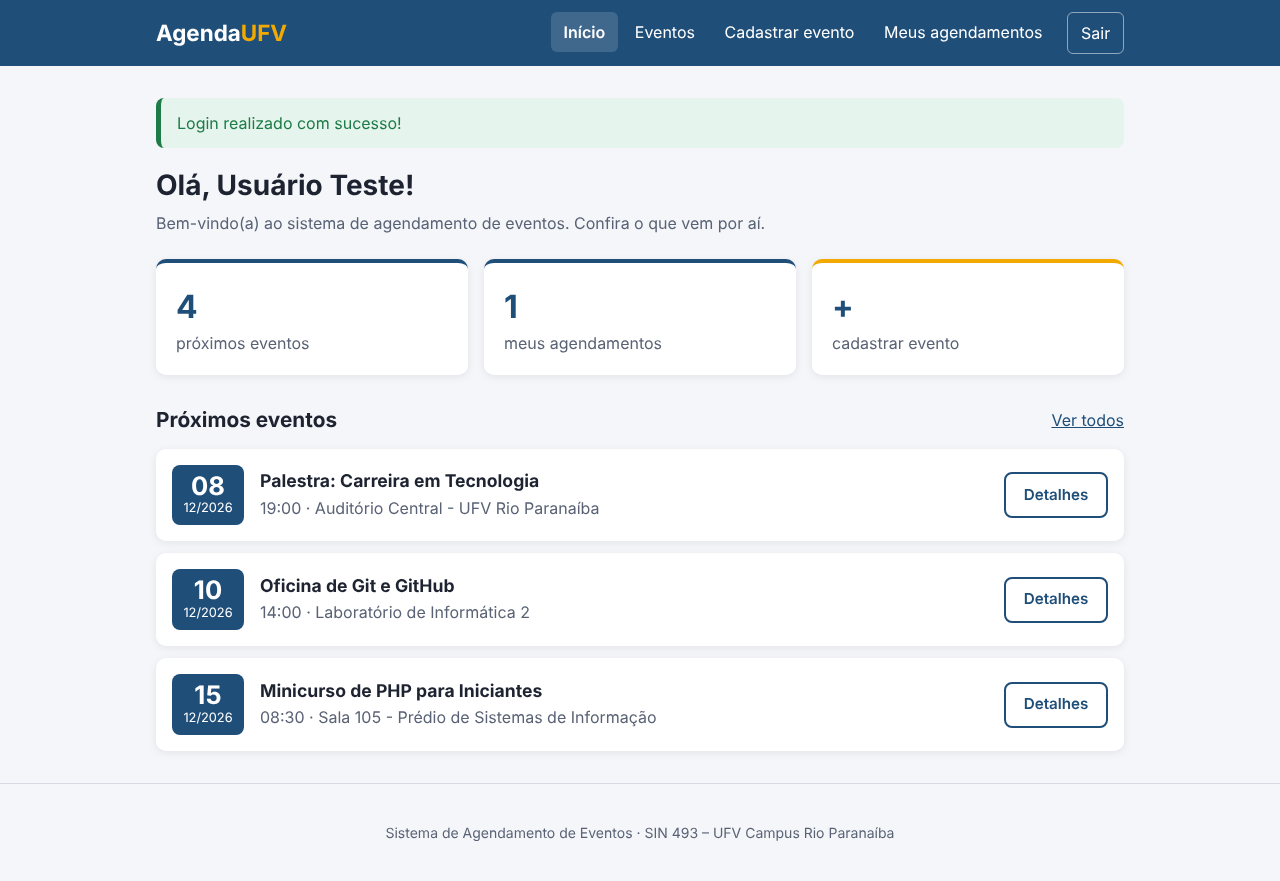 AgendaUFV
Início
Eventos
Cadastrar evento
Meus agendamentos
Sair
Login realizado com sucesso!
Olá, Usuário Teste!
Bem-vindo(a) ao sistema de agendamento de eventos. Confira o que vem por aí.
4
próximos eventos
1
meus agendamentos
+
cadastrar evento
Próximos eventos
Ver todos
08
12/2026
Palestra: Carreira em Tecnologia
19:00 · Auditório Central - UFV Rio Paranaíba
Detalhes
10
12/2026
Oficina de Git e GitHub
14:00 · Laboratório de Informática 2
Detalhes
15
12/2026
Minicurso de PHP para Iniciantes
08:30 · Sala 105 - Prédio de Sistemas de Informação
Detalhes
Sistema de Agendamento de Eventos · SIN 493 – UFV Campus Rio Paranaíba